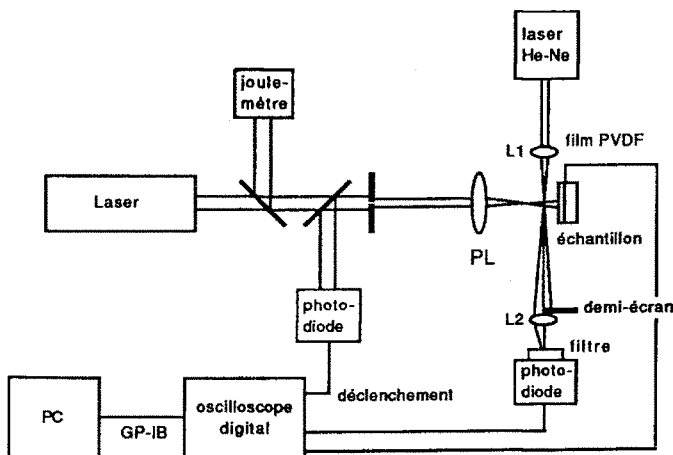 laser
He-Ne
joule-
mètre
L1
film PVDF
Laser
PL
échantillon
photo-
diode
L2
demi-écran
filtre
photo-
diode
déclenchement
PC
GP-IB
oscilloscope
digital